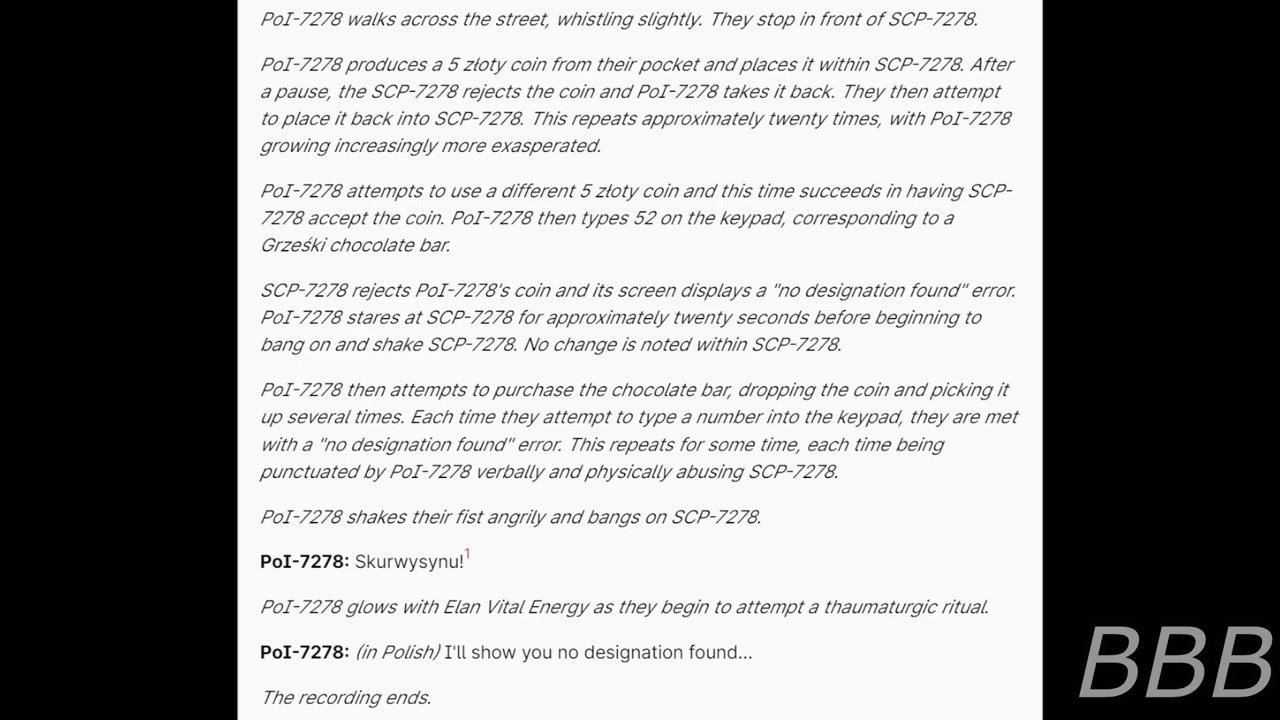 PoI-7278 walks across the street, whistling slightly. They stop in front of SCP-7278.
PoI-7278 produces a 5 złoty coin from their pocket and places it within SCP-7278. After
a pause, the SCP-7278 rejects the coin and PoI-7278 takes it back. They then attempt
to place it back into SCP-7278. This repeats approximately twenty times, with PoI-7278
growing increasingly more exasperated.
PoI-7278 attempts to use a different 5 złoty coin and this time succeeds in having SCP-
7278 accept the coin. PoI-7278 then types 52 on the keypad, corresponding to a
Grześki chocolate bar.
SCP-7278 rejects PoI-7278's coin and its screen displays a "no designation found" error.
PoI-7278 stares at SCP-7278 for approximately twenty seconds before beginning to
bang on and shake SCP-7278. No change is noted within SCP-7278.
PoI-7278 then attempts to purchase the chocolate bar, dropping the coin and picking it
up several times. Each time they attempt to type a number into the keypad, they are met
with a "no designation found" error. This repeats for some time, each time being
punctuated by PoI-7278 verbally and physically abusing SCP-7278.
PoI-7278 shakes their fist angrily and bangs on SCP-7278.
PoI-7278: Skurwysynu!1
PoI-7278 glows with Elan Vital Energy as they begin to attempt a thaumaturgic ritual.
PoI-7278: (in Polish) I'll show you no designation found...
The recording ends.
BBB